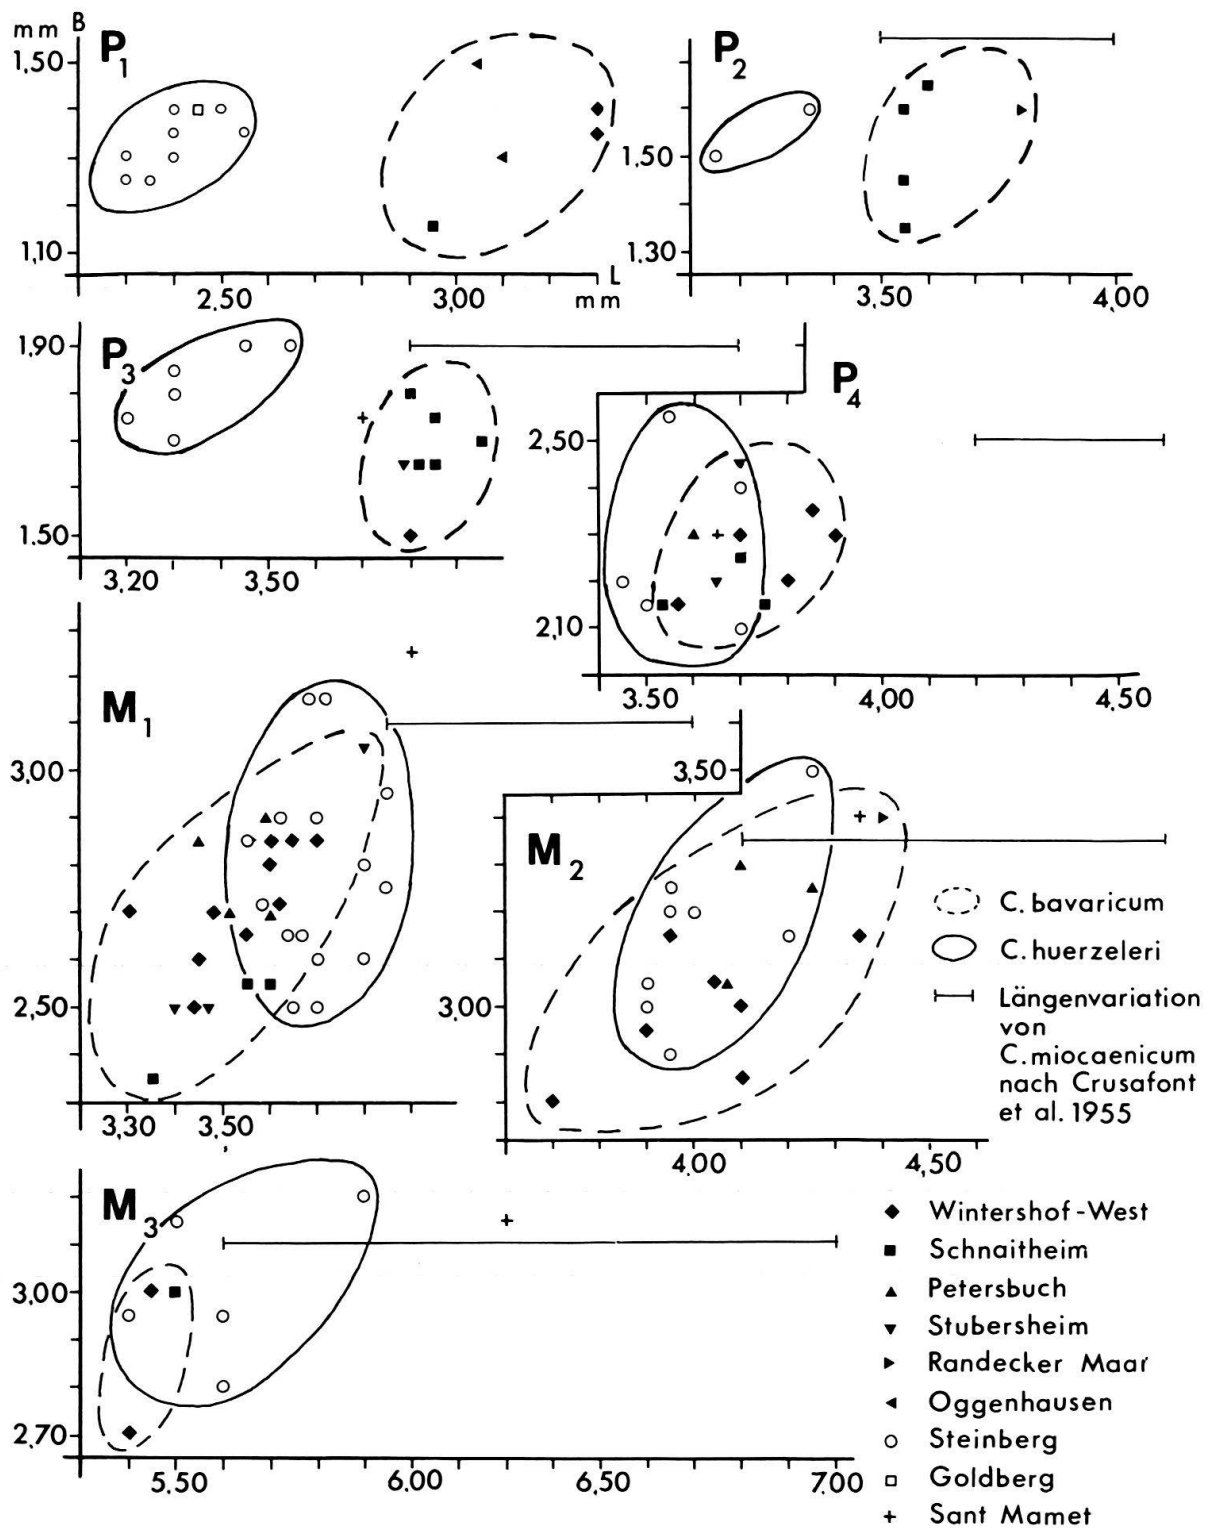 mm B
P1
1,50
1,10
2,50
3,00
L
mm
P2
1,50
1,30
3,50
4,00
P3
1,90
1.50
3,20
3,50
P4
2,50
2,10
3.50
4,00
4,50
M1
3,00
2,50
3,30
3,50
M2
3,50
3,00
4.00
4,50
C. bavaricum
C. huerzeleri
Längenvariation
von
C.miocaenicum
nach Crusafont
et al. 1955
M3
3,00
2,70
5.50
6.00
6,50
7.00
Wintershof-West
Schnaitheim
Petersbuch
Stubersheim
Randecker Maar
Oggenhausen
Steinberg
Goldberg
Sant Mamet